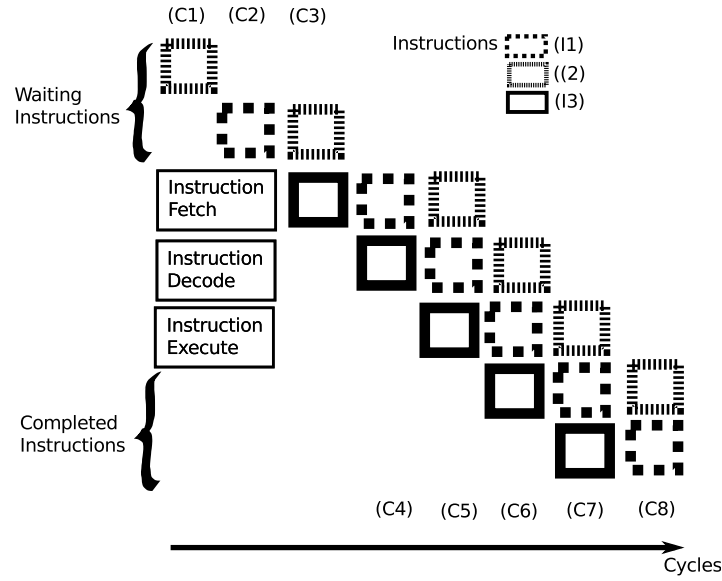 (C1) (C2) (C3)
Instructions (I1)
((2)
(I3)
Waiting
Instructions
Instruction
Fetch
Instruction
Decode
Instruction
Execute
Completed
Instructions
(C4) (C5) (C6) (C7) (C8)
Cycles